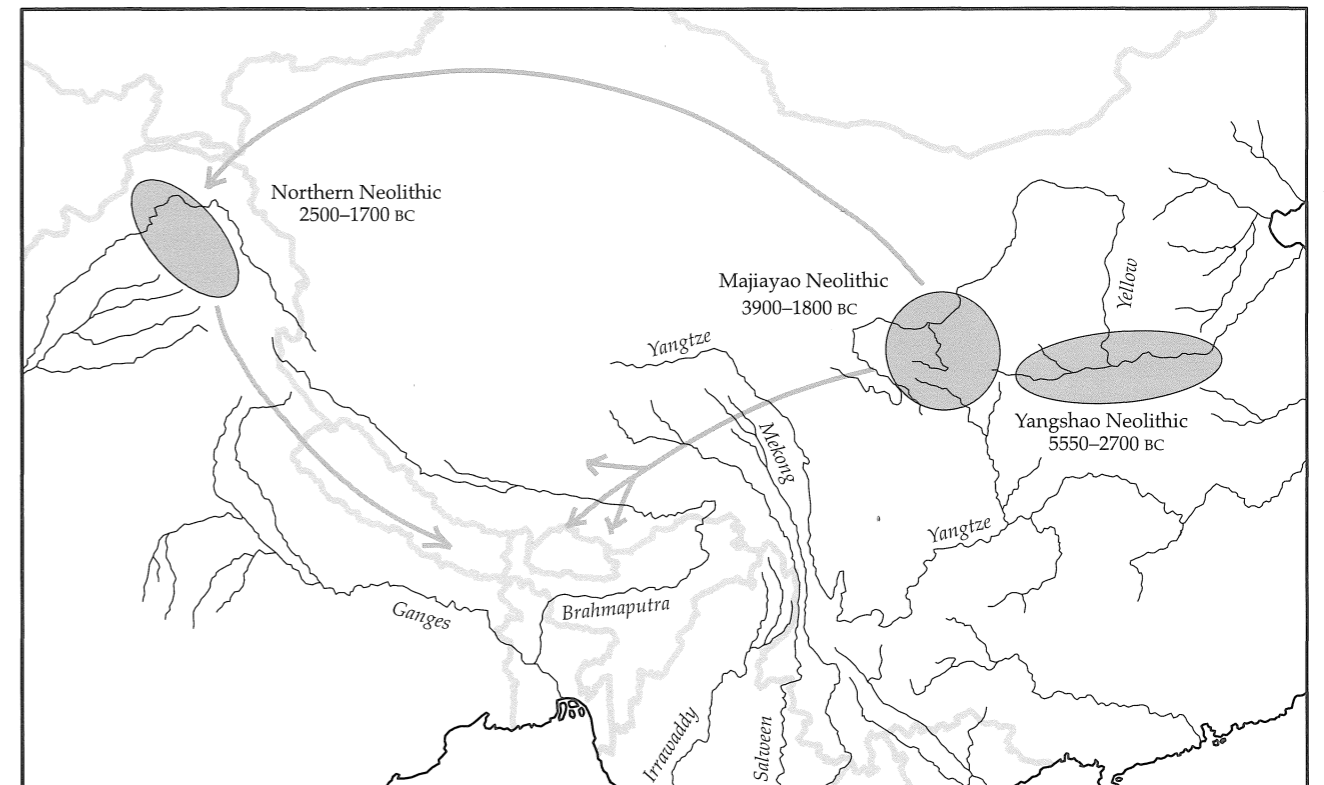 Northern Neolithic
2500–1700 BC
Majiayao Neolithic
3900–1800 BC
Yellow
Yangtze
Yangshao Neolithic
5550–2700 BC
Mekong
Yangtze
Ganges
Brahmaputra
Irrawaddy
Salween